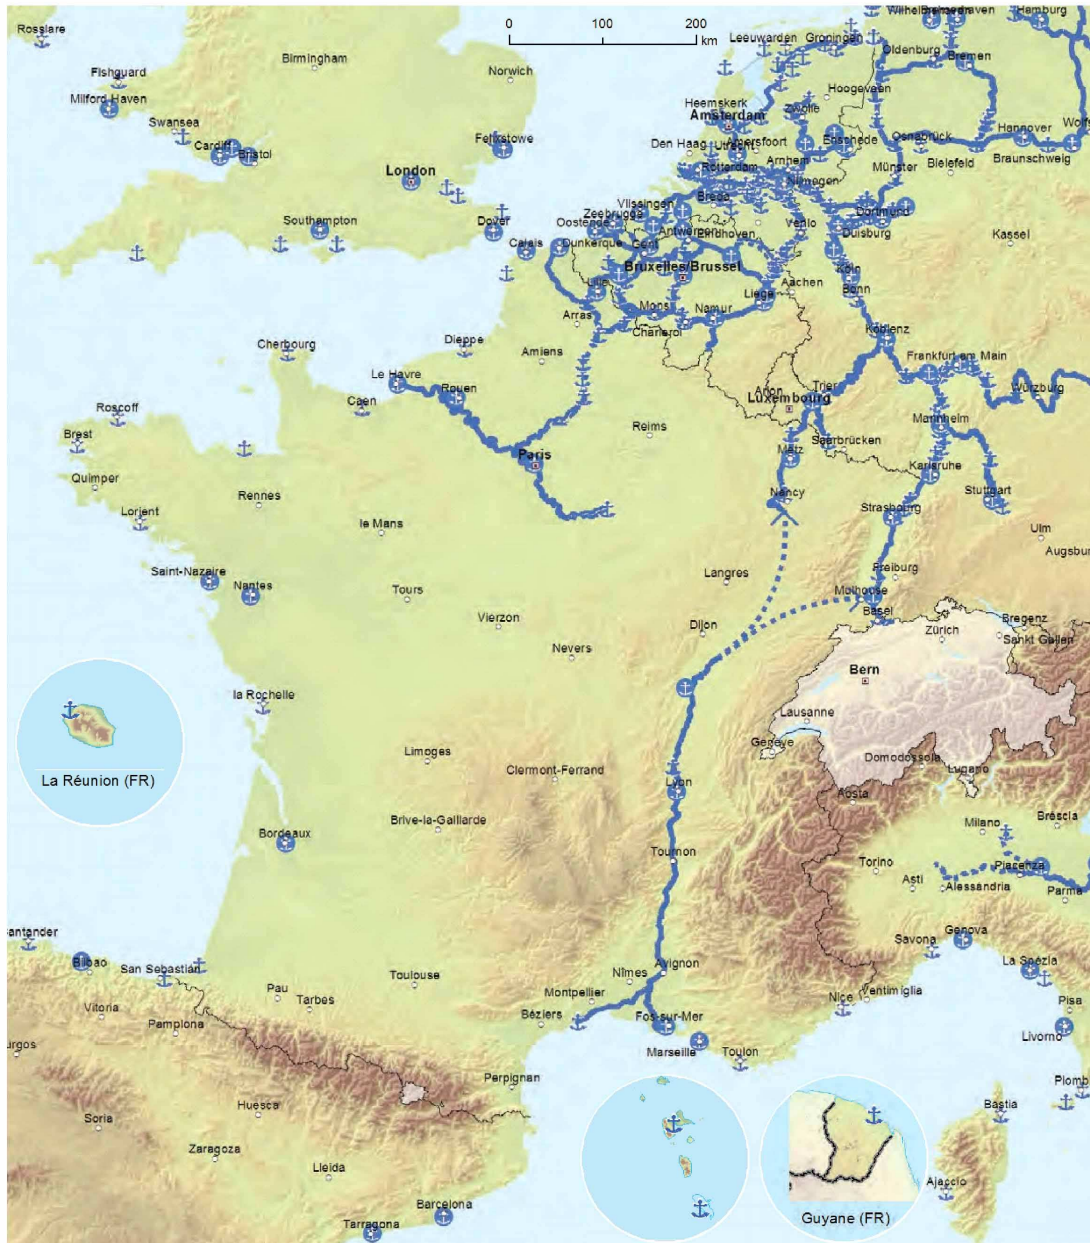 Rosslare
Fishguard
Milford Haven
Swansea
Cardiff
Bristol
Birmingham
Norwich
Felixstowe
London
Southampton
Dover
0 100 200
km
Leeuwarden
Groningen
Wilhelmshaven
Bremerhaven
Hamburg
Oldenburg
Bremen
Hoogeveen
Heemskerk
Amsterdam
Zwolle
Den Haag
Amersfoort
Utrecht
Enschede
Osnabrück
Hannover
Wolfs
Rotterdam
Arnhem
Bielefeld
Braunschweig
Nijmegen
Münster
Breda
Vlissingen
Zeebrugge
Oostende
Dortmund
Calais
Dunkerque
Gent
Antwerpen
Eindhoven
Venlo
Duisburg
Kassel
Bruxelles/Brussel
Lille
Aachen
Köln
Bonn
Mons
Namur
Liège
Arras
Charleroi
Koblenz
Dieppe
Amiens
Cherbourg
Frankfurt am Main
Le Havre
Rouen
Arlon
Trier
Würzburg
Luxembourg
Caen
Roscoff
Reims
Mannheim
Brest
Saarbrücken
Paris
Metz
Karlsruhe
Quimper
Rennes
Nancy
Stuttgart
Lorient
le Mans
Strasbourg
Ulm
Augsburg
Saint-Nazaire
Nantes
Tours
Langres
Freiburg
Mulhouse
Vierzon
Dijon
Basel
Zürich
Bregenz
Sankt Gallen
Nevers
Bern
la Rochelle
Lausanne
La Réunion (FR)
Limoges
Clermont-Ferrand
Genève
Domodossola
Lugano
Lyon
Aosta
Bordeaux
Brive-la-Gaillarde
Milano
Bréscia
Tournon
Torino
Asti
Piacenza
Alessandria
Parma
Santander
Bilbao
San Sebastián
Savona
Genova
Avignon
La Spézia
Pau
Tarbes
Toulouse
Nîmes
Montpellier
Nice
Ventimiglia
Pisa
Vitoria
Pamplona
Béziers
Fos-sur-Mer
Livorno
urgos
Marseille
Toulon
Perpignan
Plomb
Soria
Huesca
Bastia
Zaragoza
Lleida
Ajaccio
Barcelona
Guyane (FR)
Tarragona